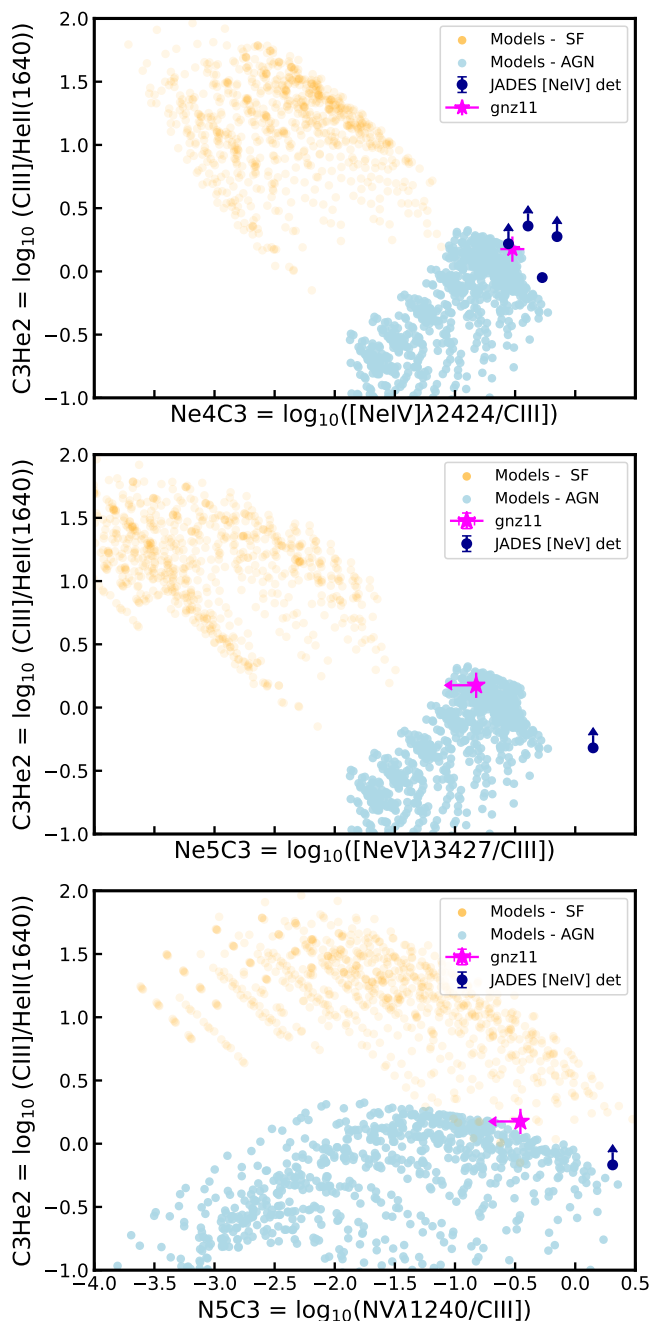 2.0
1.5
1.0
0.5
0.0
−0.5
−1.0
C3He2 = log₁₀ (CIII]/HeII(1640))
Models - SF
Models - AGN
JADES [NeIV] det
gnz11
Ne4C3 = log₁₀([NeIV]λ2424/CIII])
2.0
1.5
1.0
0.5
0.0
−0.5
−1.0
C3He2 = log₁₀ (CIII]/HeII(1640))
Models - SF
Models - AGN
gnz11
JADES [NeV] det
Ne5C3 = log₁₀([NeV]λ3427/CIII])
2.0
1.5
1.0
0.5
0.0
−0.5
−1.0
C3He2 = log₁₀ (CIII]/HeII(1640))
Models - SF
Models - AGN
gnz11
JADES [NeIV] det
−4.0 −3.5 −3.0 −2.5 −2.0 −1.5 −1.0 −0.5 0.0 0.5
N5C3 = log₁₀(NVλ1240/CIII])